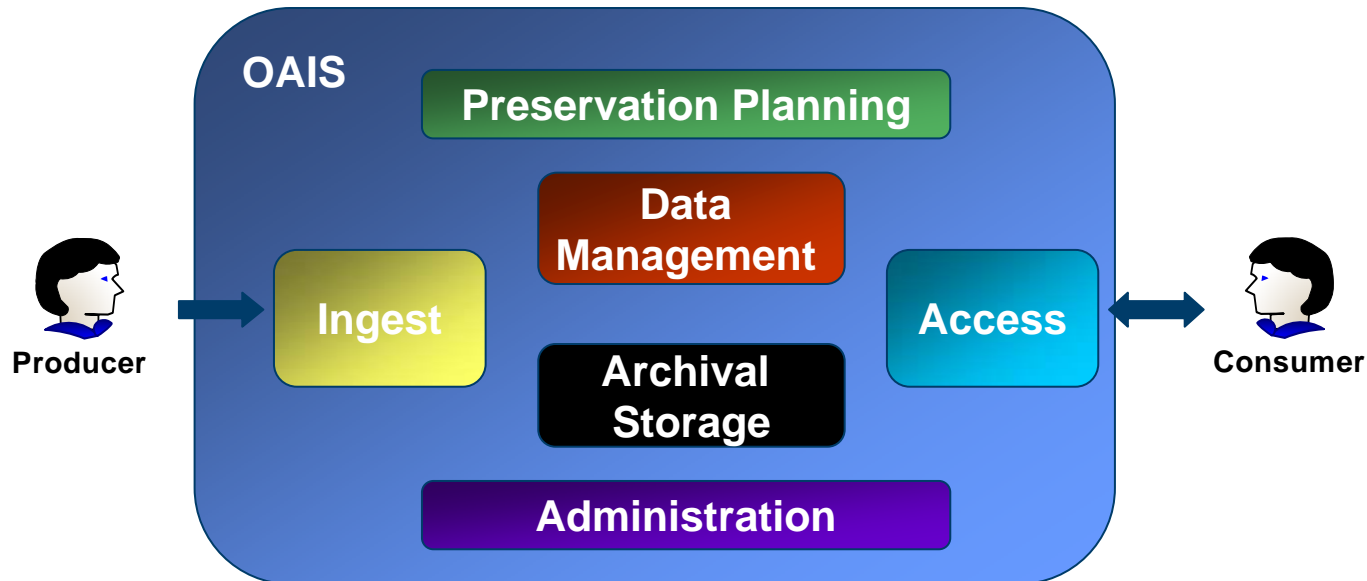 OAIS
Preservation Planning
Data
Management
Ingest
Access
Producer
Consumer
Archival
Storage
Administration